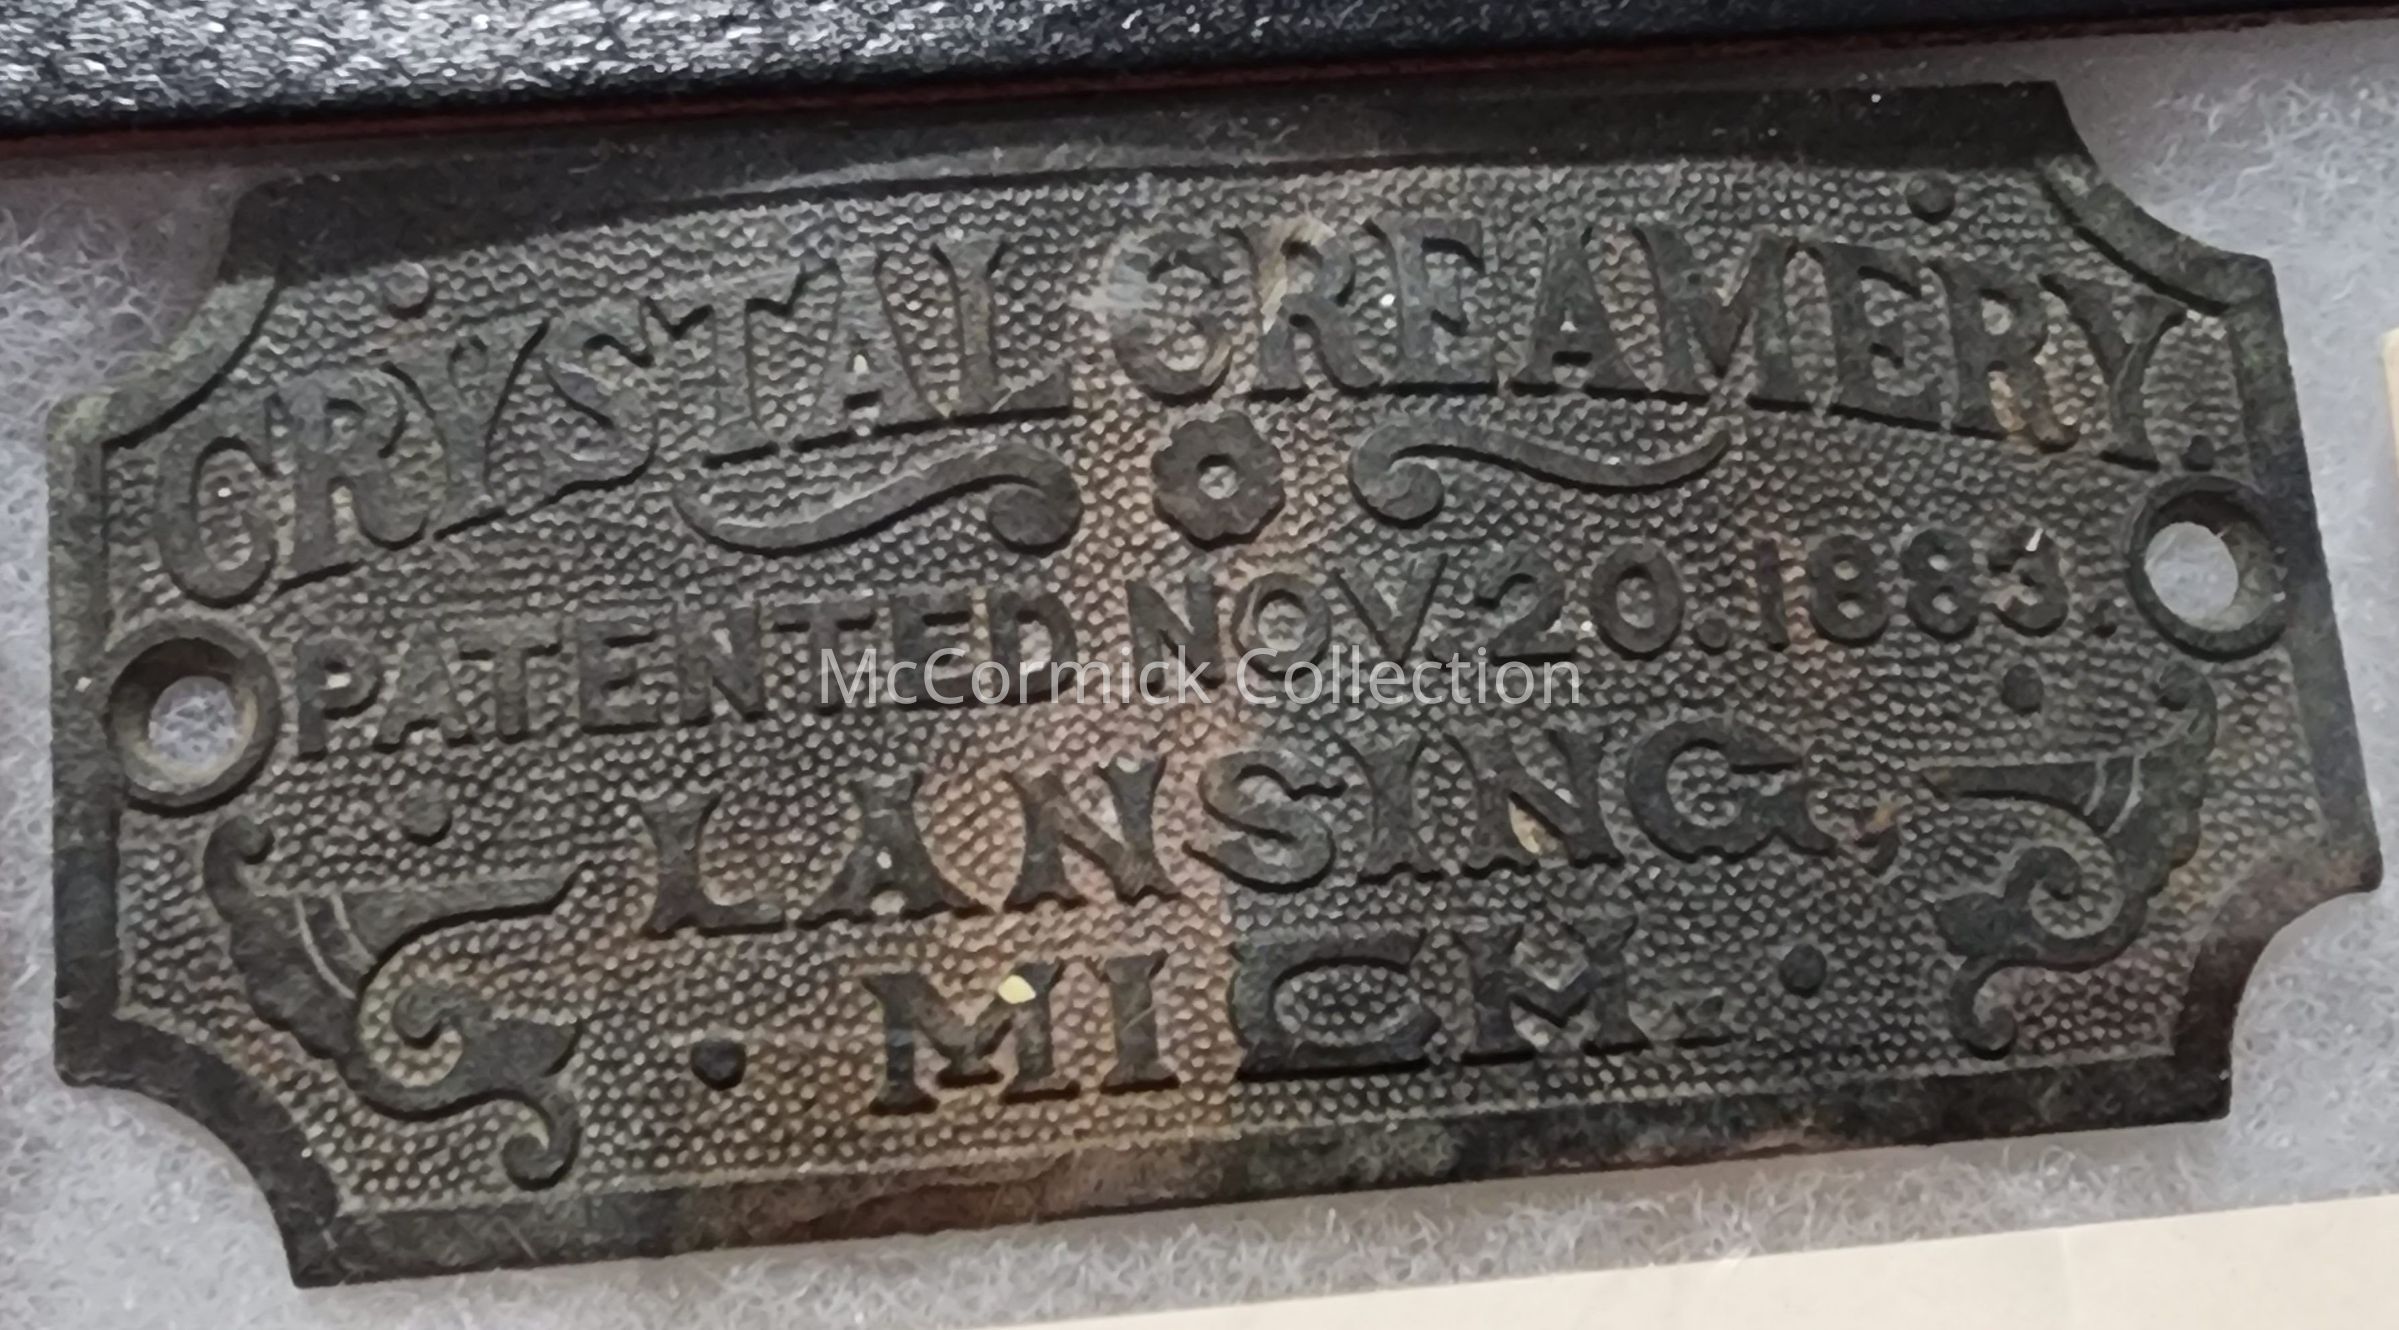 CRYSTAL CREAMERY.
PATENTED NOV. 20. 1883.
McCormick Collection
LANSING,
MICH.